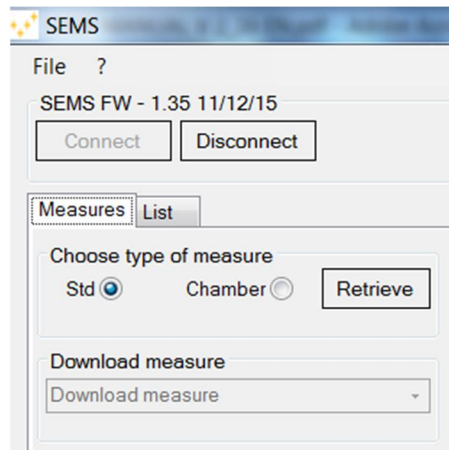 SEMS
File ?
SEMS FW - 1.35 11/12/15
Connect Disconnect
Measures List
Choose type of measure
Std Chamber Retrieve
Download measure
Download measure